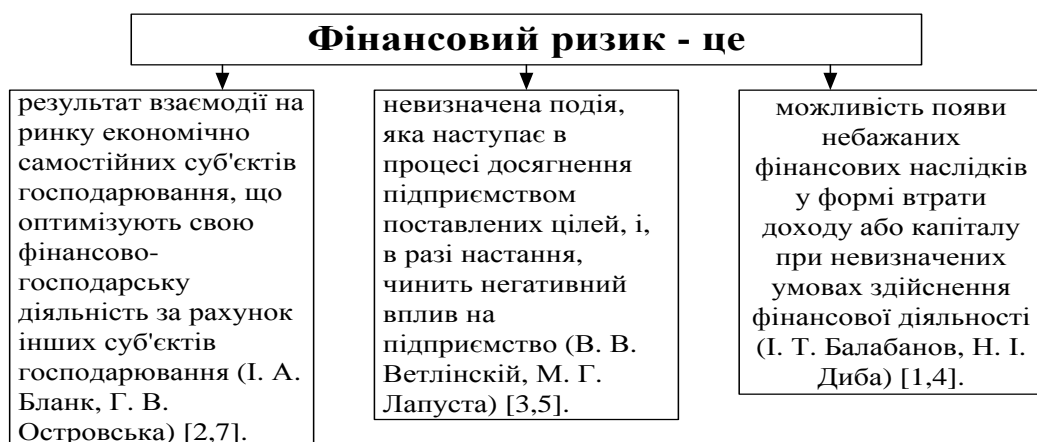 Фінансовий ризик - це
результат взаємодії на
ринку економічно
самостійних суб'єктів
господарювання, що
оптимізують свою
фінансово-
господарську
діяльність за рахунок
інших суб'єктів
господарювання (І. А.
Бланк, Г. В.
Островська) [2,7].
невизначена подія,
яка наступає в
процесі досягнення
підприємством
поставлених цілей, і,
в разі настання,
чинить негативний
вплив на
підприємство (В. В.
Ветлінскій, М. Г.
Лапуста) [3,5].
можливість появи
небажаних
фінансових наслідків
у формі втрати
доходу або капіталу
при невизначених
умовах здійснення
фінансової діяльності
(І. Т. Балабанов, Н. І.
Диба) [1,4].